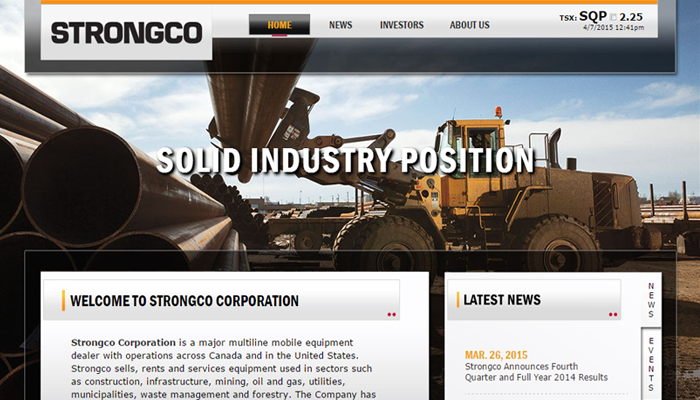 STRONGCO
HOME NEWS INVESTORS ABOUT US
TSX: SQP 2.25
4/7/2015 12:41pm
SOLID INDUSTRY POSITION
WELCOME TO STRONGCO CORPORATION
Strongco Corporation is a major multiline mobile equipment
dealer with operations across Canada and in the United States.
Strongco sells, rents and services equipment used in sectors such
as construction, infrastructure, mining, oil and gas, utilities,
municipalities, waste management and forestry. The Company has
LATEST NEWS
MAR. 26, 2015
Strongco Announces Fourth
Quarter and Full Year 2014 Results
NEWS
EVENTS